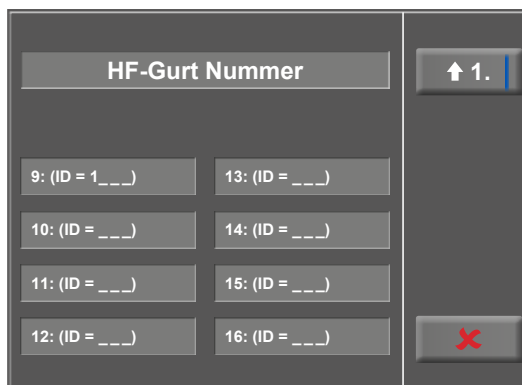 HF-Gurt Nummer
1.
9: (ID = 1_ _ _)
13: (ID = _ _ _)
10: (ID = _ _ _)
14: (ID = _ _ _)
11: (ID = _ _ _)
15: (ID = _ _ _)
12: (ID = _ _ _)
16: (ID = _ _ _)